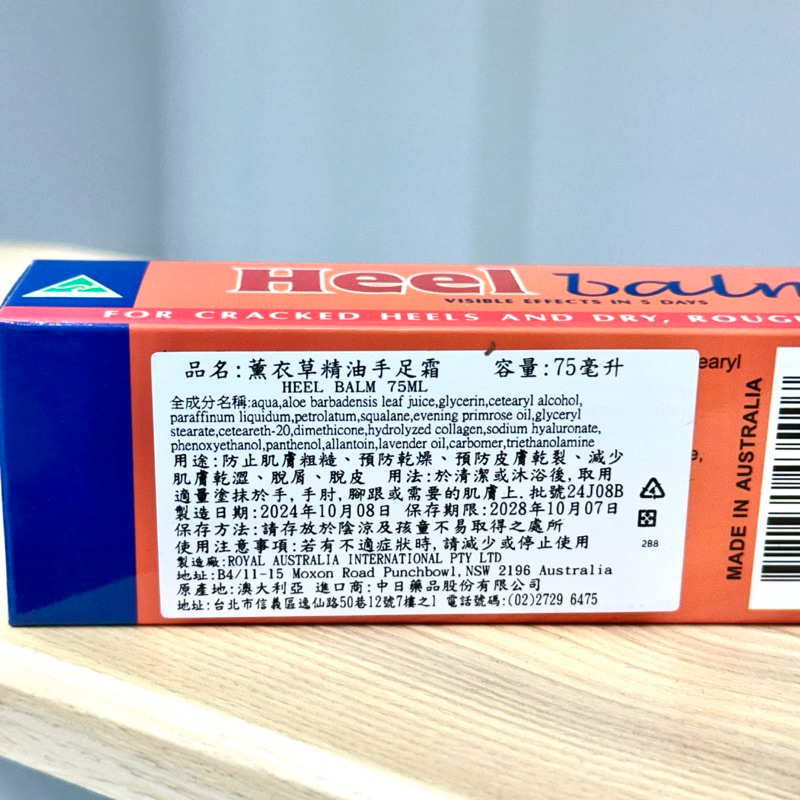 Heel balm
VISIBLE EFFECTS IN 5 DAYS
FOR CRACKED HEELS AND DRY, ROUG
earyl
品名:薰衣草精油手足霜 容量:75毫升
HEEL BALM 75ML
全成分名稱:aqua,aloe barbadensis leaf juice,glycerin,cetearyl alcohol,
paraffinum liquidum,petrolatum,squalane,evening primrose oil,glyceryl
stearate,ceteareth-20,dimethicone,hydrolyzed collagen,sodium hyaluronate,
phenoxyethanol,panthenol,allantoin,lavender oil,carbomer,triethanolamine
用途:防止肌膚粗糙、預防乾燥、預防皮膚乾裂、減少
肌膚乾澀、脫屑、脫皮 用法:於清潔或沐浴後,取用
適量塗抹於手,手肘,腳跟或需要的肌膚上.批號24J08B
製造日期:2024年10月08日 保存期限:2028年10月07日
保存方法:請存放於陰涼及孩童不易取得之處所
使用注意事項:若有不適症狀時,請減少或停止使用
製造廠:ROYAL AUSTRALIA INTERNATIONAL PTY LTD
地址:B4/11-15 Moxon Road Punchbowl,NSW 2196 Australia
原產地:澳大利亞 進口商:中日藥品股份有限公司
地址:台北市信義區逸仙路50巷12號7樓之1 電話號碼:(02)2729 6475
288
MADE IN AUSTRALIA